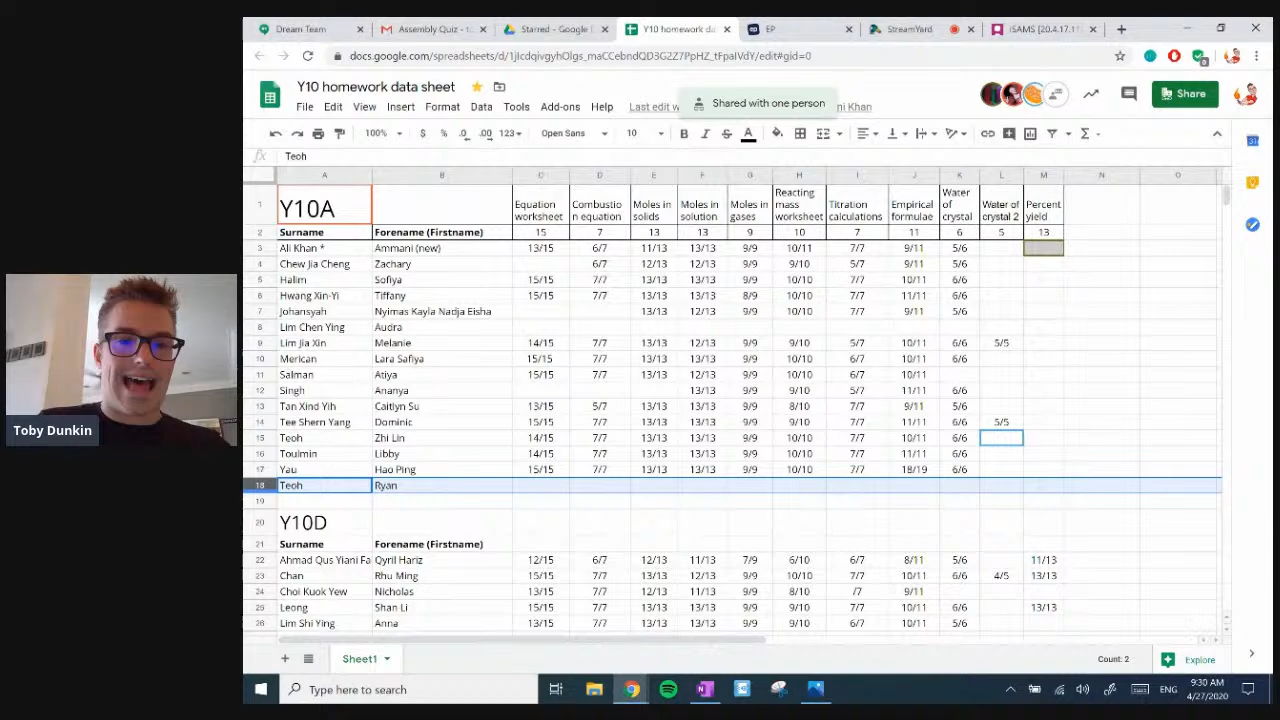 Dream Team
Assembly Quiz - t
Starred - Google D
Y10 homework da
EP
StreamYard
iSAMS [20.4.17.11
Y10 homework data sheet
File Edit View Insert Format Data Tools Add-ons Help Last edit w
Shared with one person
ni Khan
Share
100% $ % .0 .00 123 Open Sans 10 B I S A
fx Teoh
A B C D E F G H I J K L M N O
1 Y10A Equation worksheet Combustio n equation Moles in solids Moles in solution Moles in gases Reacting mass worksheet Titration calculations Empirical formulae Water of crystal Water of crystal 2 Percent yield
2 Surname Forename (Firstname) 15 7 13 13 9 10 7 11 6 5 13
3 Ali Khan * Ammani (new) 13/15 6/7 11/13 13/13 9/9 10/11 7/7 9/11 5/6
4 Chew Jia Cheng Zachary 6/7 12/13 12/13 9/9 9/10 5/7 9/11 5/6
5 Halim Sofiya 15/15 7/7 13/13 13/13 9/9 10/10 7/7 10/11 6/6
6 Hwang Xin-Yi Tiffany 15/15 7/7 13/13 13/13 8/9 10/10 7/7 11/11 6/6
7 Johansyah Nyimas Kayla Nadja Eisha 13/13 12/13 9/9 10/10 7/7 9/11 5/6
8 Lim Chen Ying Audra
9 Lim Jia Xin Melanie 14/15 7/7 13/13 12/13 9/9 9/10 5/7 10/11 6/6 5/5
10 Merican Lara Safiya 15/15 7/7 13/13 12/13 9/9 10/10 6/7 10/11 6/6
11 Salman Atiya 15/15 7/7 13/13 12/13 9/9 10/10 6/7 10/11
12 Singh Ananya 13/13 9/9 9/10 5/7 11/11 6/6
13 Tan Xind Yih Caitlyn Su 13/15 5/7 13/13 13/13 9/9 8/10 7/7 9/11 5/6
14 Tee Shern Yang Dominic 15/15 7/7 13/13 13/13 9/9 9/10 7/7 11/11 6/6 5/5
15 Teoh Zhi Lin 14/15 7/7 13/13 13/13 9/9 10/10 7/7 10/11 6/6
16 Toulmin Libby 14/15 7/7 13/13 13/13 9/9 10/10 7/7 11/11 6/6
17 Yau Hao Ping 15/15 7/7 13/13 13/13 9/9 10/10 7/7 18/19 6/6
18 Teoh Ryan
19
20 Y10D
21 Surname Forename (Firstname)
22 Ahmad Qus Yiani Fa Qyril Hariz 12/15 6/7 12/13 11/13 7/9 6/10 6/7 8/11 5/6 11/13
23 Chan Rhu Ming 15/15 7/7 13/13 13/13 9/9 10/10 7/7 10/11 6/6 4/5 13/13
24 Choi Kuok Yew Nicholas 13/15 7/7 12/13 11/13 9/9 8/10 /7 9/11
25 Leong Shan Li 15/15 7/7 13/13 13/13 9/9 9/10 7/7 10/11 6/6 13/13
26 Lim Shi Ying Anna 13/15 7/7 13/13 13/13 9/9 9/10 6/7 10/11 6/6
Toby Dunkin
Sheet1
Count: 2
Explore
Type here to search
ENG
9:30 AM
4/27/2020